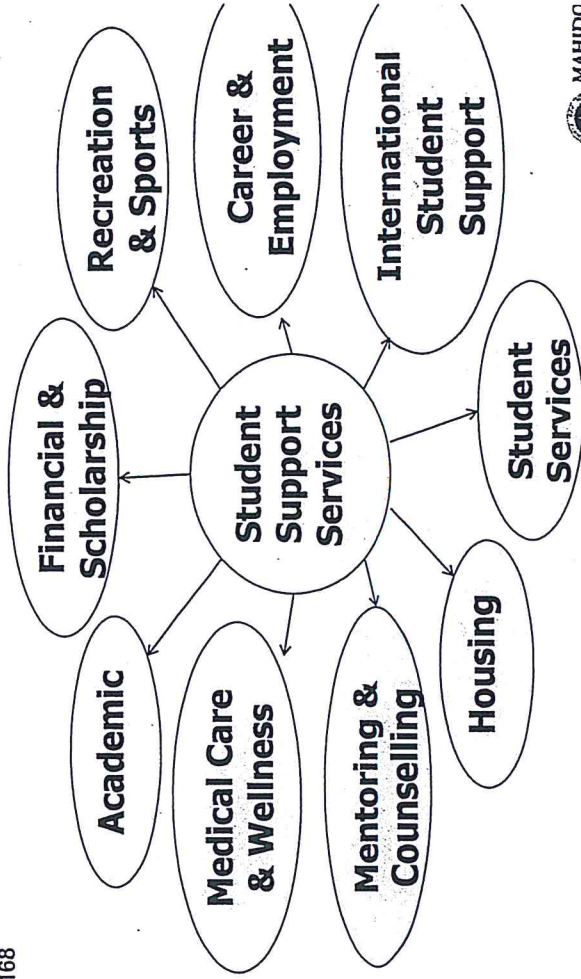 168
Financial &
Scholarship
Recreation
& Sports
Academic
Career &
Employment
Medical Care
& Wellness
Student
Support
Services
International
Student
Support
Mentoring &
Counselling
Housing
Student
Services